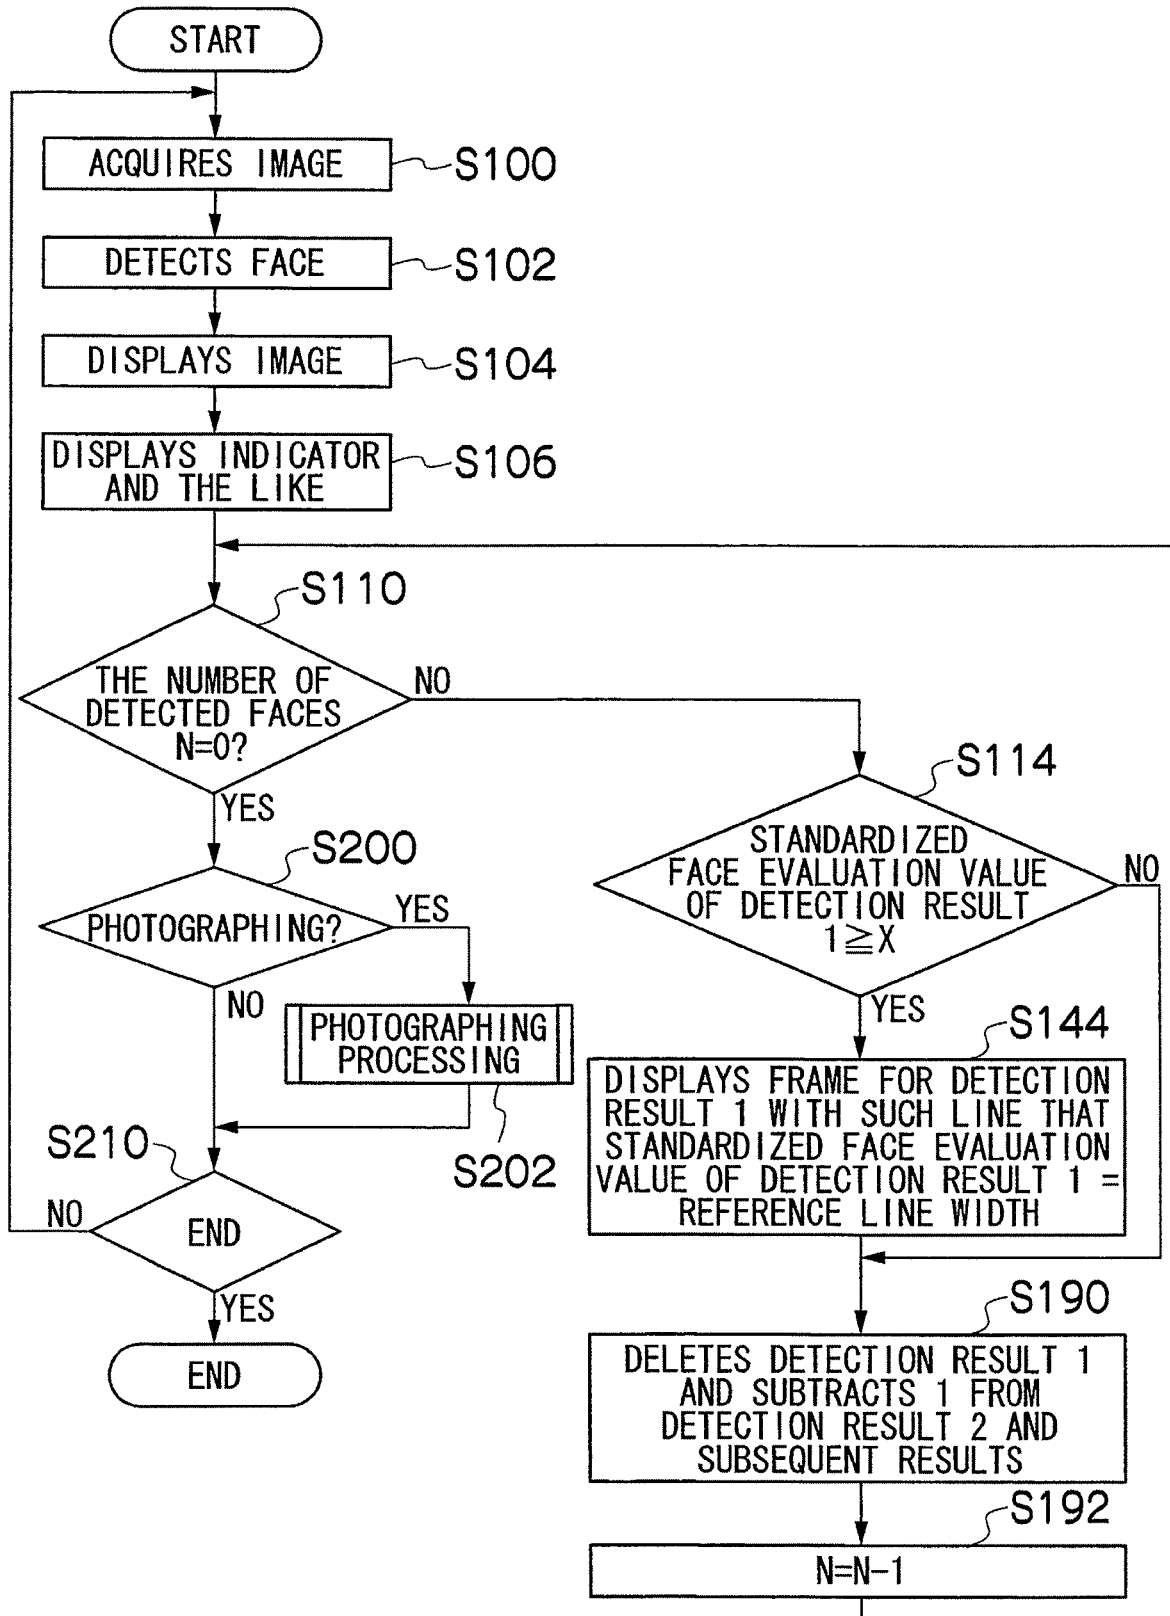 START
ACQUIRES IMAGE
S100
DETECTS FACE
S102
DISPLAYS IMAGE
S104
DISPLAYS INDICATOR
AND THE LIKE
S106
S110
THE NUMBER OF
DETECTED FACES
N=0?
NO
YES
S114
STANDARDIZED
FACE EVALUATION VALUE
OF DETECTION RESULT
1≧X
NO
YES
S200
PHOTOGRAPHING?
YES
NO
PHOTOGRAPHING
PROCESSING
S202
S144
DISPLAYS FRAME FOR DETECTION
RESULT 1 WITH SUCH LINE THAT
STANDARDIZED FACE EVALUATION
VALUE OF DETECTION RESULT 1 =
REFERENCE LINE WIDTH
S210
END
NO
YES
END
S190
DELETES DETECTION RESULT 1
AND SUBTRACTS 1 FROM
DETECTION RESULT 2 AND
SUBSEQUENT RESULTS
S192
N=N-1